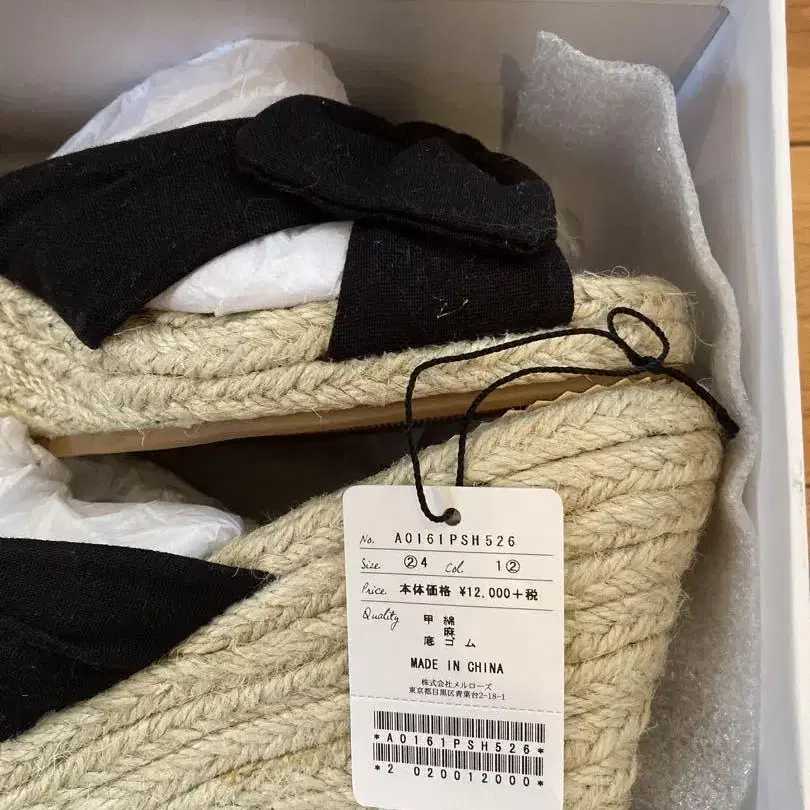 No. A0161PSH526
Size. ②4 Col. 1②
Price. 本体価格 ¥12,000+税
Quality 甲 綿
麻
底 ゴム
MADE IN CHINA
株式会社メルローズ
東京都目黒区青葉台2-18-1
*A0161PSH526*
*2 020012000*